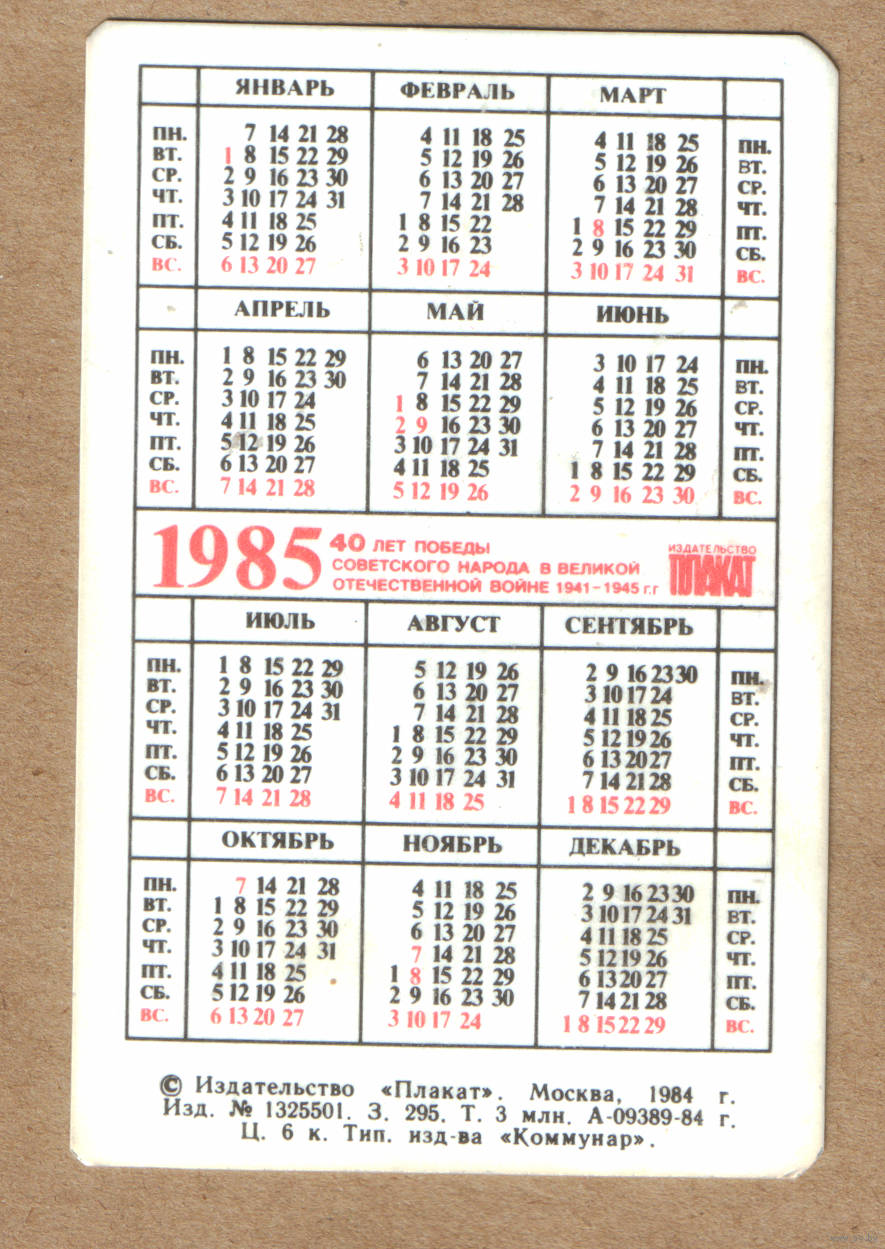 ЯНВАРЬ ФЕВРАЛЬ МАРТ
ПН. 7 14 21 28 4 11 18 25 4 11 18 25 ПН.
ВТ. 1 8 15 22 29 5 12 19 26 5 12 19 26 ВТ.
СР. 2 9 16 23 30 6 13 20 27 6 13 20 27 СР.
ЧТ. 3 10 17 24 31 7 14 21 28 7 14 21 28 ЧТ.
ПТ. 4 11 18 25 1 8 15 22 1 8 15 22 29 ПТ.
СБ. 5 12 19 26 2 9 16 23 2 9 16 23 30 СБ.
ВС. 6 13 20 27 3 10 17 24 3 10 17 24 31 ВС.
АПРЕЛЬ МАЙ ИЮНЬ
ПН. 1 8 15 22 29 6 13 20 27 3 10 17 24 ПН.
ВТ. 2 9 16 23 30 7 14 21 28 4 11 18 25 ВТ.
СР. 3 10 17 24 1 8 15 22 29 5 12 19 26 СР.
ЧТ. 4 11 18 25 2 9 16 23 30 6 13 20 27 ЧТ.
ПТ. 5 12 19 26 3 10 17 24 31 7 14 21 28 ПТ.
СБ. 6 13 20 27 4 11 18 25 1 8 15 22 29 СБ.
ВС. 7 14 21 28 5 12 19 26 2 9 16 23 30 ВС.
1985
40 ЛЕТ ПОБЕДЫ
СОВЕТСКОГО НАРОДА В ВЕЛИКОЙ
ОТЕЧЕСТВЕННОЙ ВОЙНЕ 1941-1945 г.г
ИЗДАТЕЛЬСТВО
ПЛАКАТ
ИЮЛЬ АВГУСТ СЕНТЯБРЬ
ПН. 1 8 15 22 29 5 12 19 26 2 9 16 23 30 ПН.
ВТ. 2 9 16 23 30 6 13 20 27 3 10 17 24 ВТ.
СР. 3 10 17 24 31 7 14 21 28 4 11 18 25 СР.
ЧТ. 4 11 18 25 1 8 15 22 29 5 12 19 26 ЧТ.
ПТ. 5 12 19 26 2 9 16 23 30 6 13 20 27 ПТ.
СБ. 6 13 20 27 3 10 17 24 31 7 14 21 28 СБ.
ВС. 7 14 21 28 4 11 18 25 1 8 15 22 29 ВС.
ОКТЯБРЬ НОЯБРЬ ДЕКАБРЬ
ПН. 7 14 21 28 4 11 18 25 2 9 16 23 30 ПН.
ВТ. 1 8 15 22 29 5 12 19 26 3 10 17 24 31 ВТ.
СР. 2 9 16 23 30 6 13 20 27 4 11 18 25 СР.
ЧТ. 3 10 17 24 31 7 14 21 28 5 12 19 26 ЧТ.
ПТ. 4 11 18 25 1 8 15 22 29 6 13 20 27 ПТ.
СБ. 5 12 19 26 2 9 16 23 30 7 14 21 28 СБ.
ВС. 6 13 20 27 3 10 17 24 1 8 15 22 29 ВС.
© Издательство «Плакат». Москва, 1984 г.
Изд. № 1325501. З. 295. Т. 3 млн. А-09389-84 г.
Ц. 6 к. Тип. изд-ва «Коммунар».